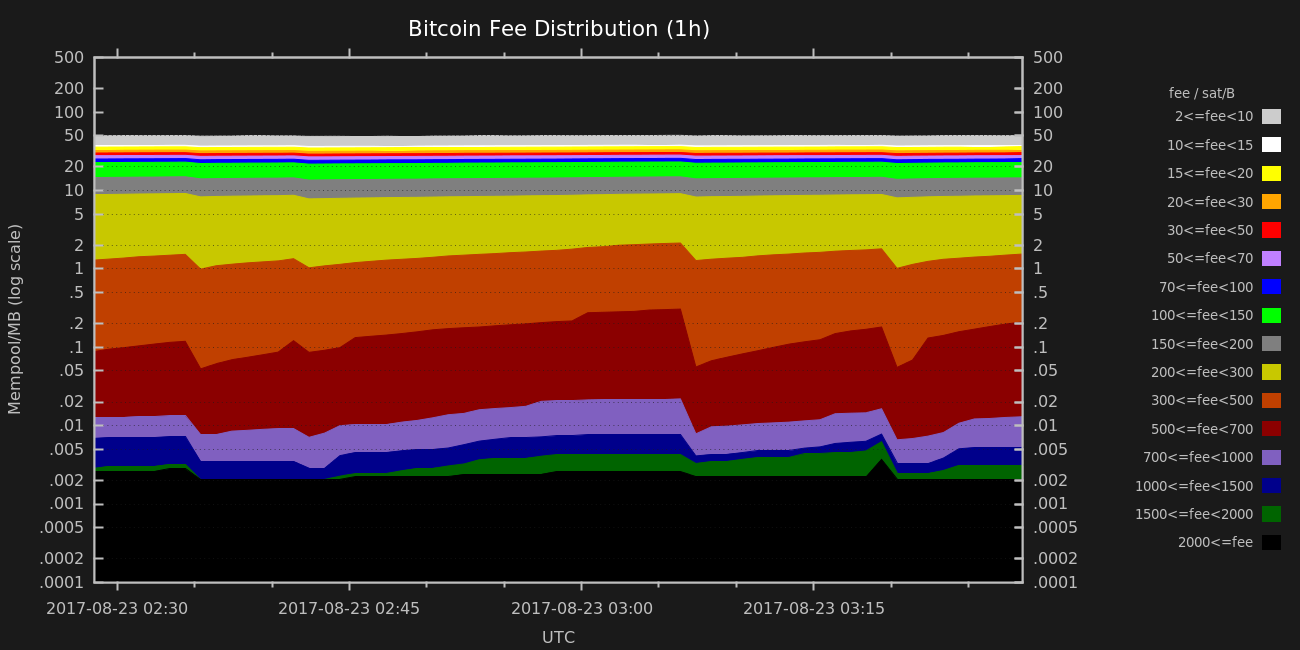 Bitcoin Fee Distribution (1h)
500
200
100
50
20
10
5
2
1
.5
.2
.1
.05
.02
.01
.005
.002
.001
.0005
.0002
.0001
Mempool/MB (log scale)
500
200
100
50
20
10
5
2
1
.5
.2
.1
.05
.02
.01
.005
.002
.001
.0005
.0002
.0001
2017-08-23 02:30
2017-08-23 02:45
2017-08-23 03:00
2017-08-23 03:15
UTC
fee / sat/B
2<=fee<10
10<=fee<15
15<=fee<20
20<=fee<30
30<=fee<50
50<=fee<70
70<=fee<100
100<=fee<150
150<=fee<200
200<=fee<300
300<=fee<500
500<=fee<700
700<=fee<1000
1000<=fee<1500
1500<=fee<2000
2000<=fee